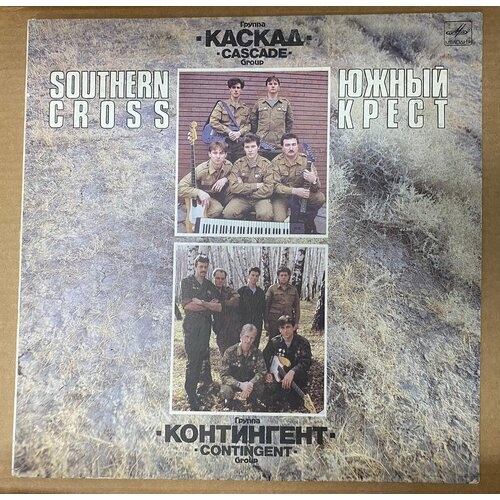 Группа
·КАСКАД·
·CASCADE·
Group
SOUTHERN
CROSS
ЮЖНЫЙ
КРЕСТ
Группа
·КОНТИНГЕНТ·
·CONTINGENT·
Group